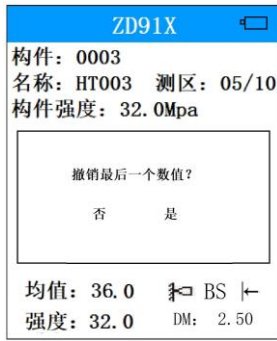 ZD91X
构件：0003
名称：HT003 测区：05/10
构件强度：32.0Mpa
撤销最后一个数值？
否 是
均值：36.0 BS
强度：32.0 DM: 2.50